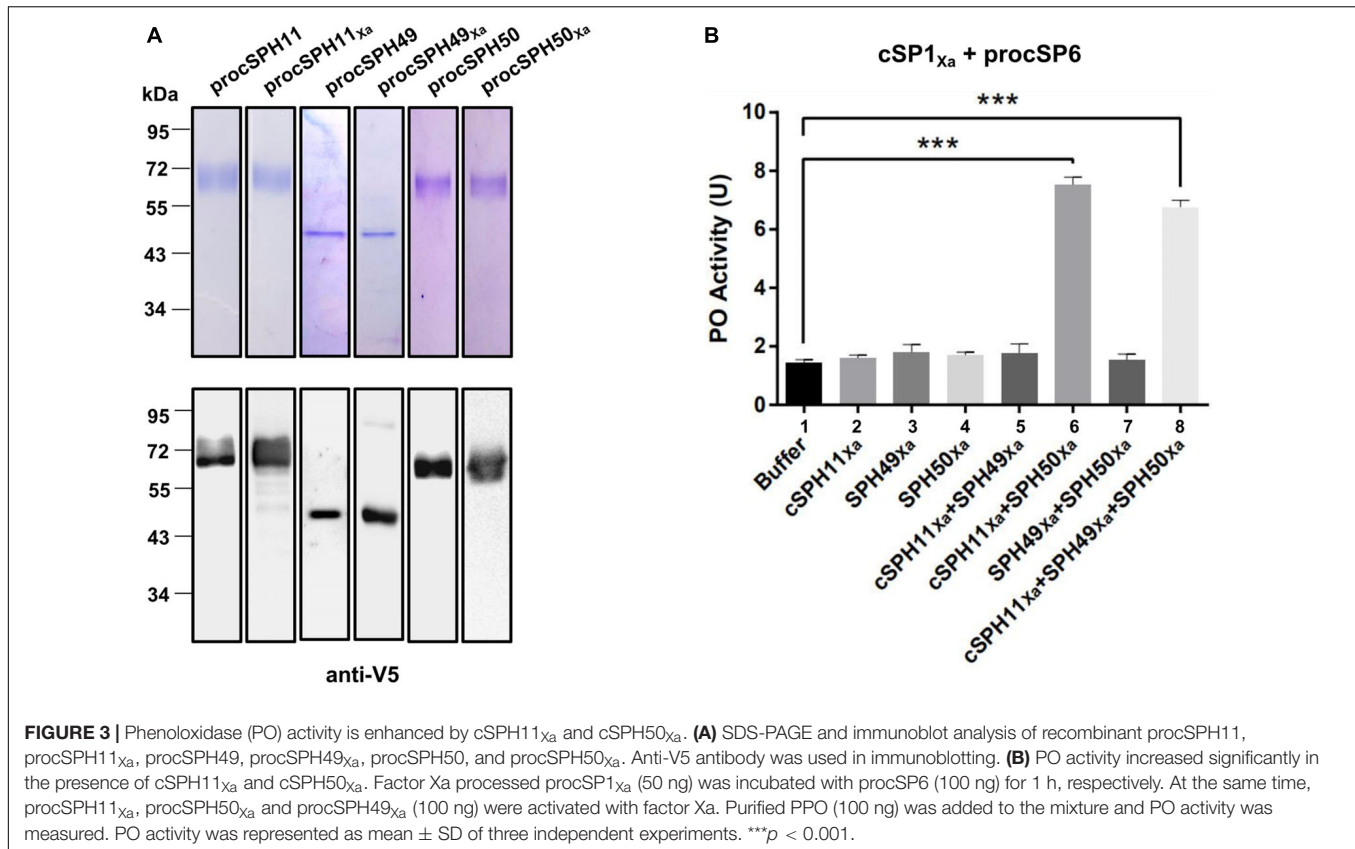 A
procSPH11
procSPH11Xa
procSPH49
procSPH49Xa
procSPH50
procSPH50Xa
kDa
95
72
55
43
34
95
72
55
43
34
anti-V5
B
cSP1Xa + procSP6
***
***
PO Activity (U)
10
8
6
4
2
0
1 2 3 4 5 6 7 8
Buffer
cSPH11Xa
SPH49Xa
SPH50Xa
cSPH11Xa+SPH49Xa
cSPH11Xa+SPH50Xa
SPH49Xa+SPH50Xa
cSPH11Xa+SPH49Xa+SPH50Xa
FIGURE 3 | Phenoloxidase (PO) activity is enhanced by cSPH11Xa and cSPH50Xa. (A) SDS-PAGE and immunoblot analysis of recombinant procSPH11,
procSPH11Xa, procSPH49, procSPH49Xa, procSPH50, and procSPH50Xa. Anti-V5 antibody was used in immunoblotting. (B) PO activity increased significantly in
the presence of cSPH11Xa and cSPH50Xa. Factor Xa processed procSP1Xa (50 ng) was incubated with procSP6 (100 ng) for 1 h, respectively. At the same time,
procSPH11Xa, procSPH50Xa and procSPH49Xa (100 ng) were activated with factor Xa. Purified PPO (100 ng) was added to the mixture and PO activity was
measured. PO activity was represented as mean ± SD of three independent experiments. ***p < 0.001.